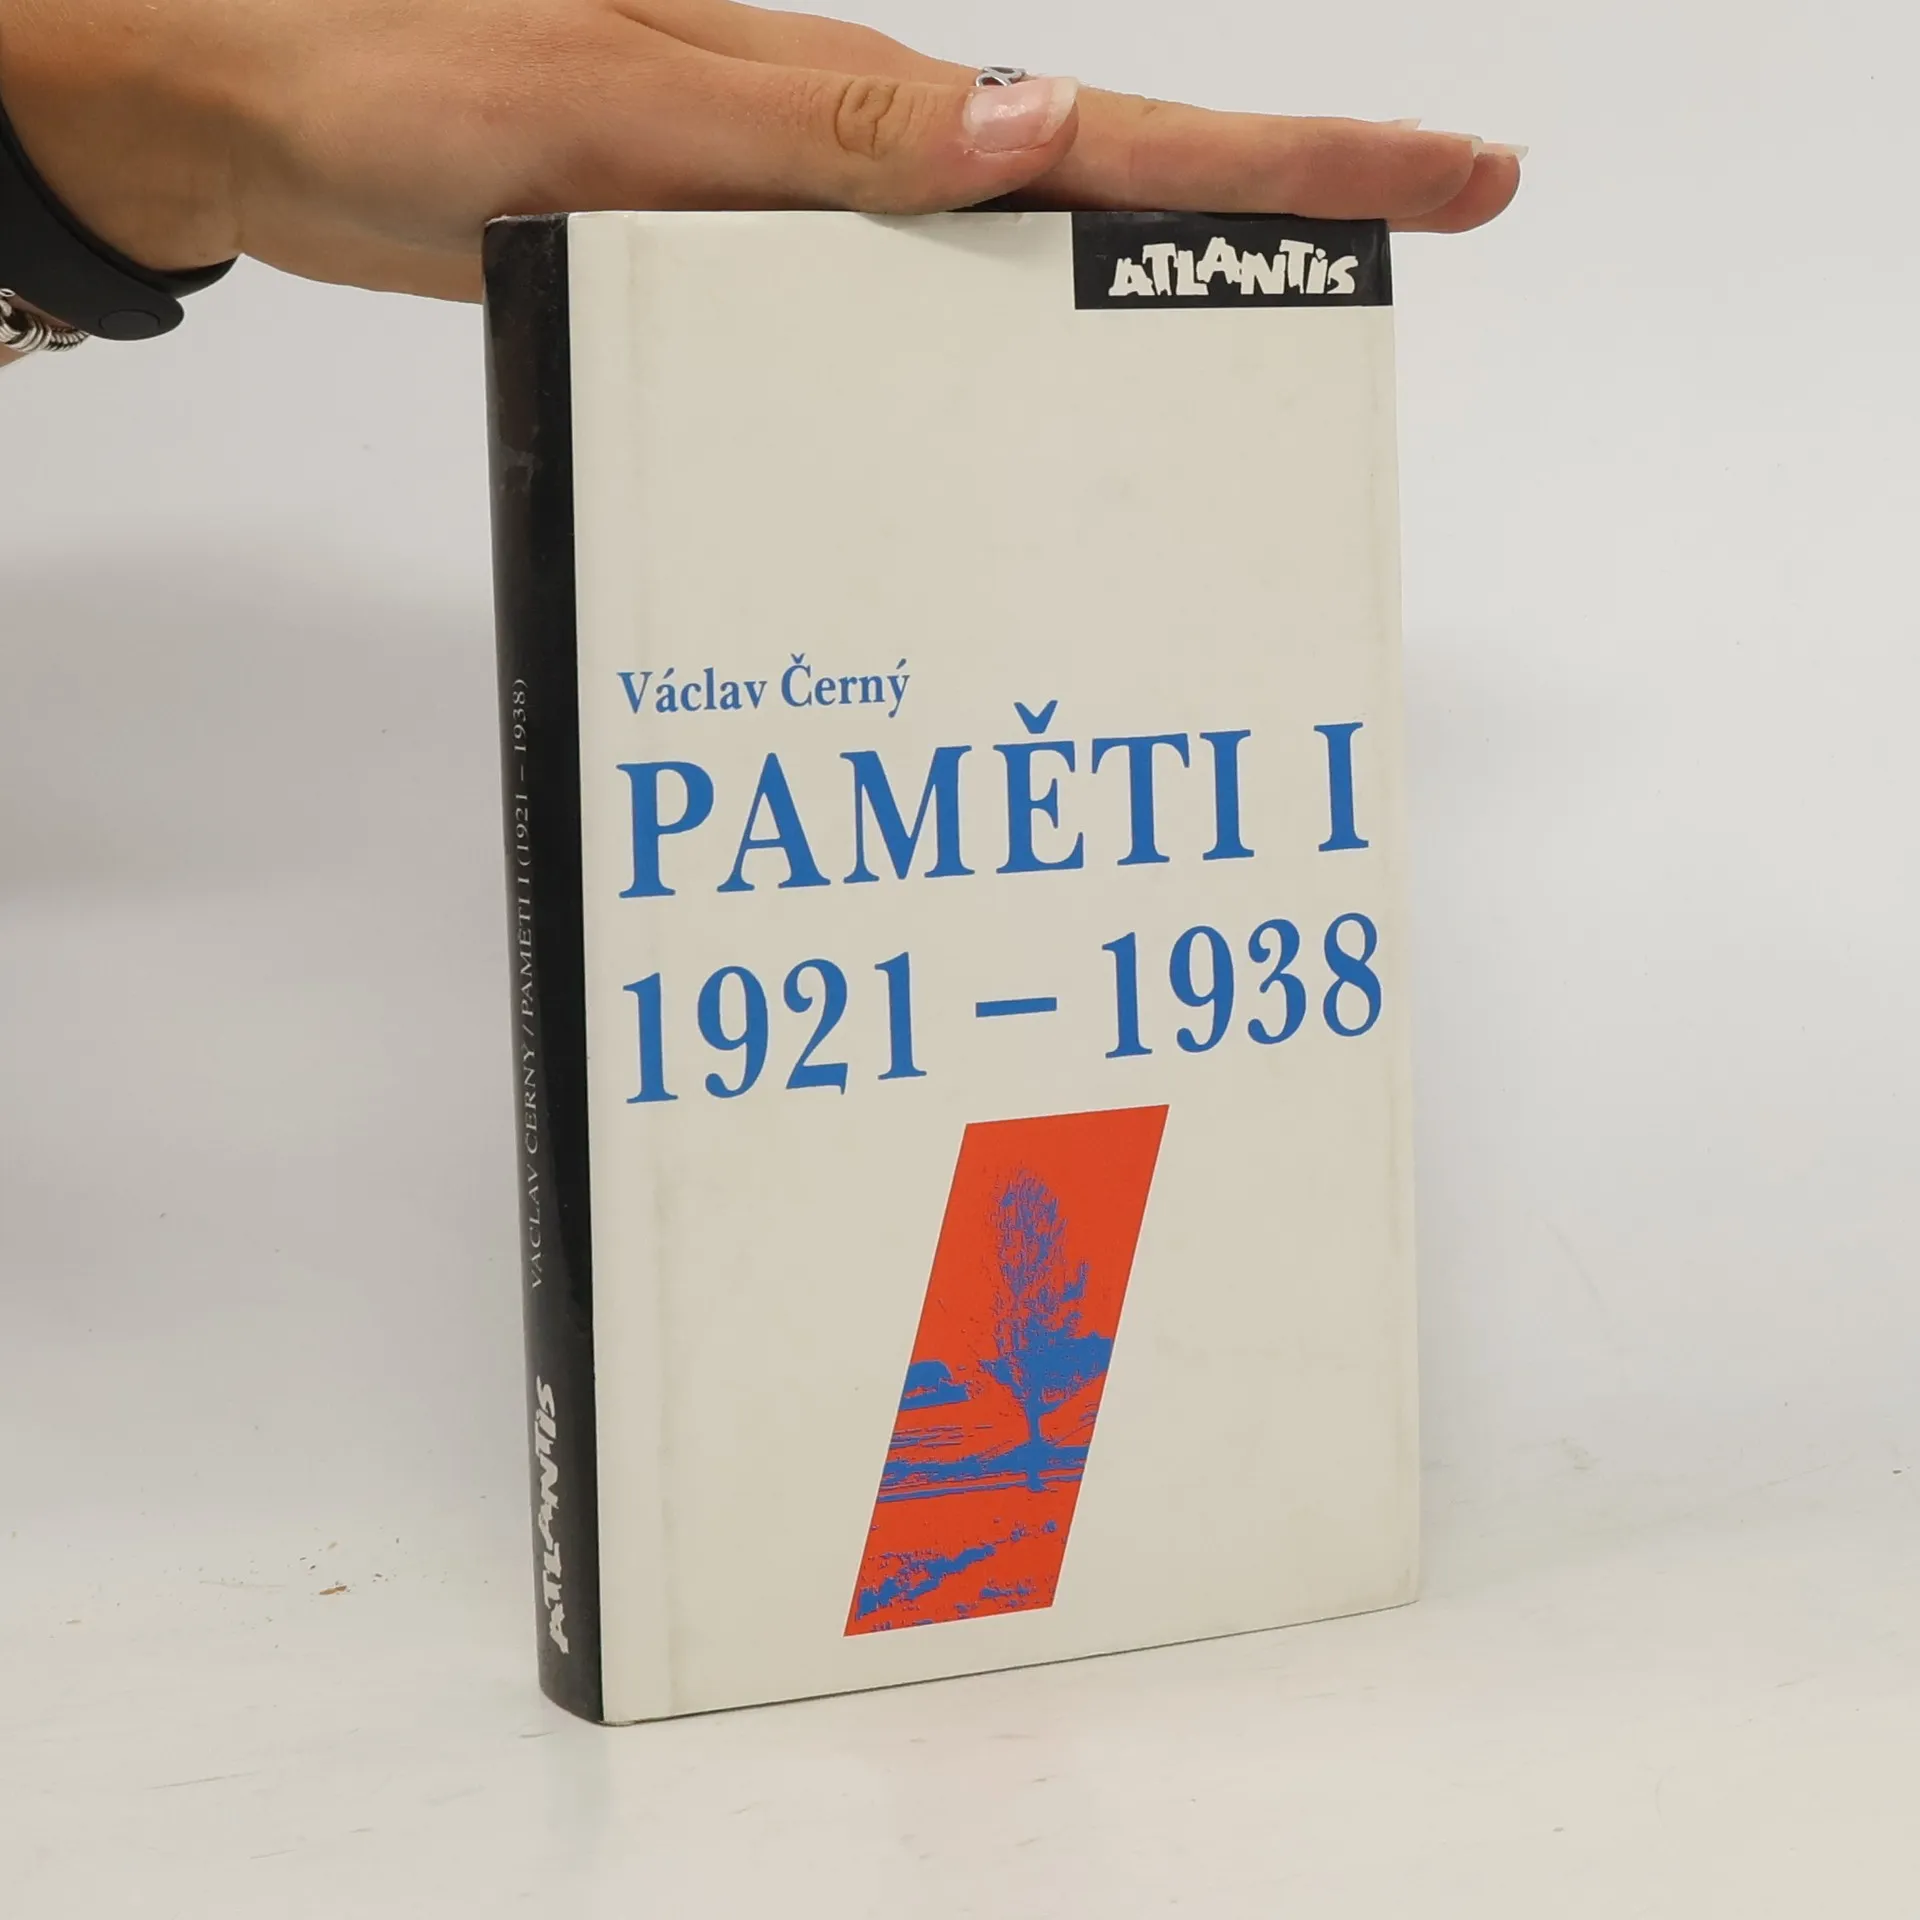 ATLANTIS
Václav Černý
PAMĚTI I
1921 – 1938
VÁCLAV ČERNÝ / PAMĚTI I (1921 – 1938)
ATLANTIS